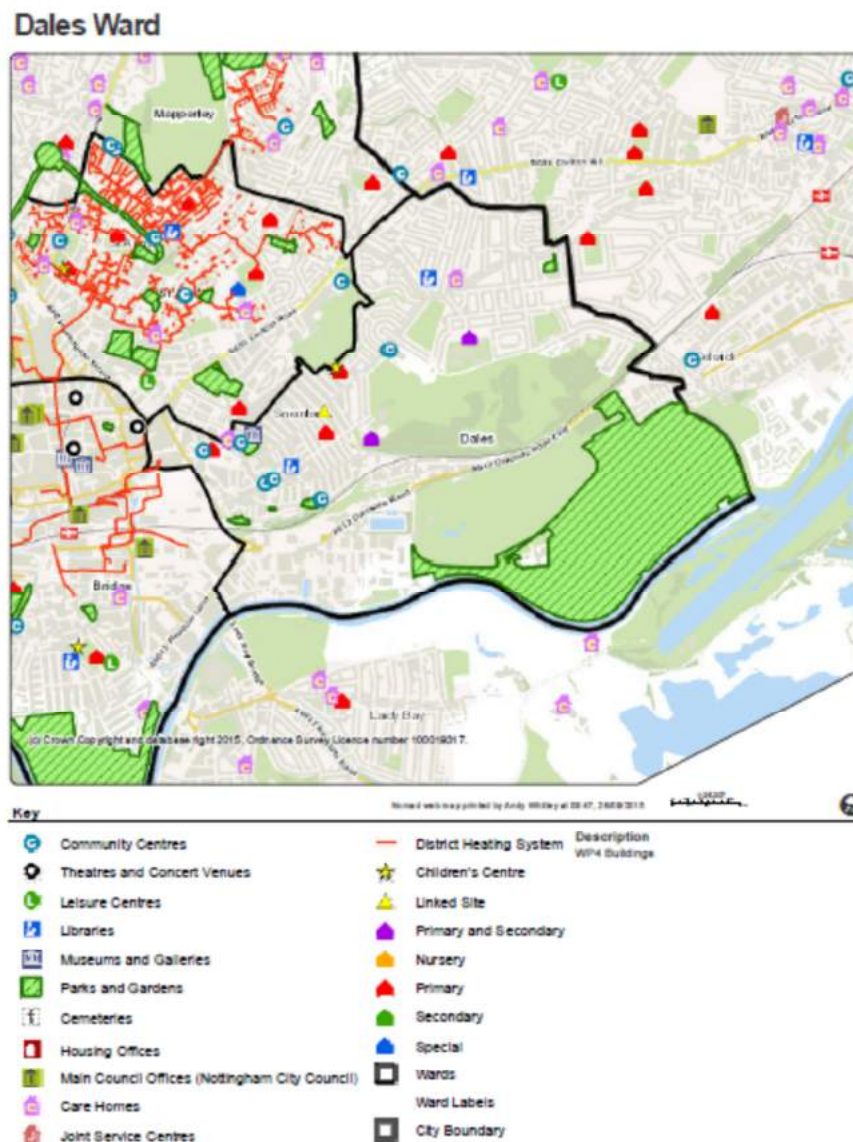 Dales Ward
Mapperley
Dales
Bridge
Lady Bay
(c) Crown Copyright and database right 2015. Ordnance Survey Licence number 100019317.
Key
Community Centres
Theatres and Concert Venues
Leisure Centres
Libraries
Museums and Galleries
Parks and Gardens
Cemeteries
Housing Offices
Main Council Offices (Nottingham City Council)
Care Homes
Joint Service Centres
District Heating System
Children's Centre
Linked Site
Primary and Secondary
Nursery
Primary
Secondary
Special
Wards
Ward Labels
City Boundary
Description
WP4 Buildings